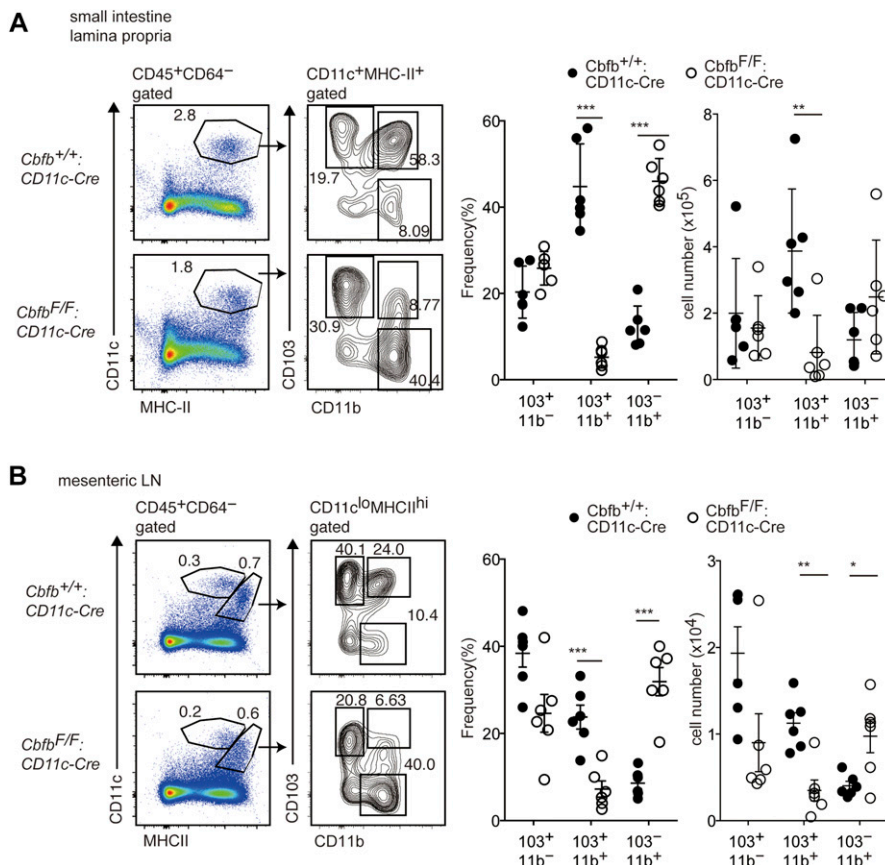 A
small intestine
lamina propria
CD45+CD64−
gated
CD11c+MHC-II+
gated
Cbfb+/+:
CD11c-Cre
CbfbF/F:
CD11c-Cre
2.8
Cbfb+/+:
CD11c-Cre
19.7
58.3
8.09
1.8
CbfbF/F:
CD11c-Cre
30.9
8.77
40.4
CD11c
MHC-II
CD103
CD11b
Frequency(%)
60
40
20
0
***
***
103+
11b−
103+
11b+
103−
11b+
cell number (x10⁵)
8
6
4
2
0
**
103+
11b−
103+
11b+
103−
11b+
B
mesenteric LN
CD45+CD64−
gated
CD11cloMHCIIhi
gated
Cbfb+/+:
CD11c-Cre
CbfbF/F:
CD11c-Cre
0.3
0.7
Cbfb+/+:
CD11c-Cre
40.1
24.0
10.4
0.2
0.6
CbfbF/F:
CD11c-Cre
20.8
6.63
40.0
CD11c
MHCII
CD103
CD11b
Frequency(%)
60
40
20
0
***
***
103+
11b−
103+
11b+
103−
11b+
cell number (x10⁴)
3
2
1
0
**
*
103+
11b−
103+
11b+
103−
11b+